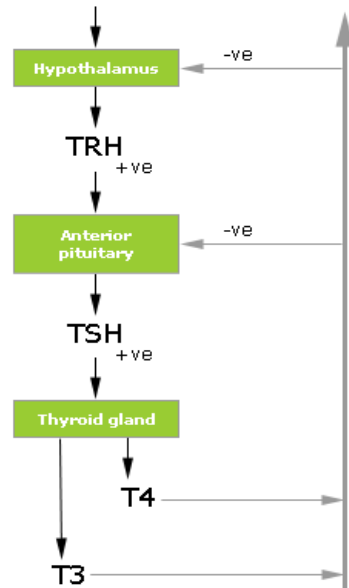 Hypothalamus
-ve
TRH
+ve
Anterior
pituitary
-ve
TSH
+ve
Thyroid gland
T4
T3